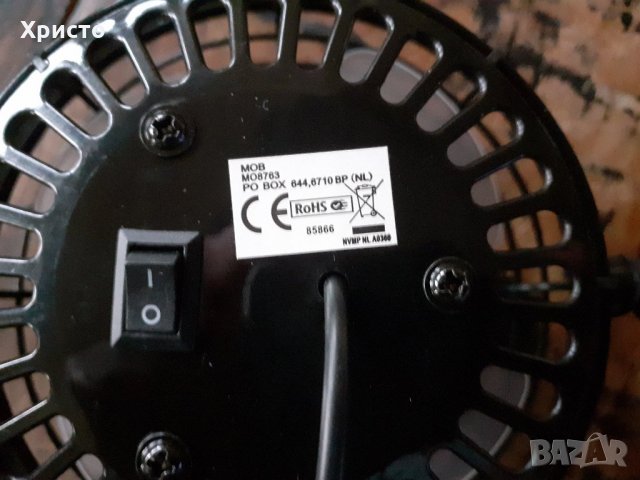 Христо
MOB
MO8763
PO BOX 644,6710 BP (NL)
CE RoHS
85866
NVMP NL A0360
I
O
BAZAR